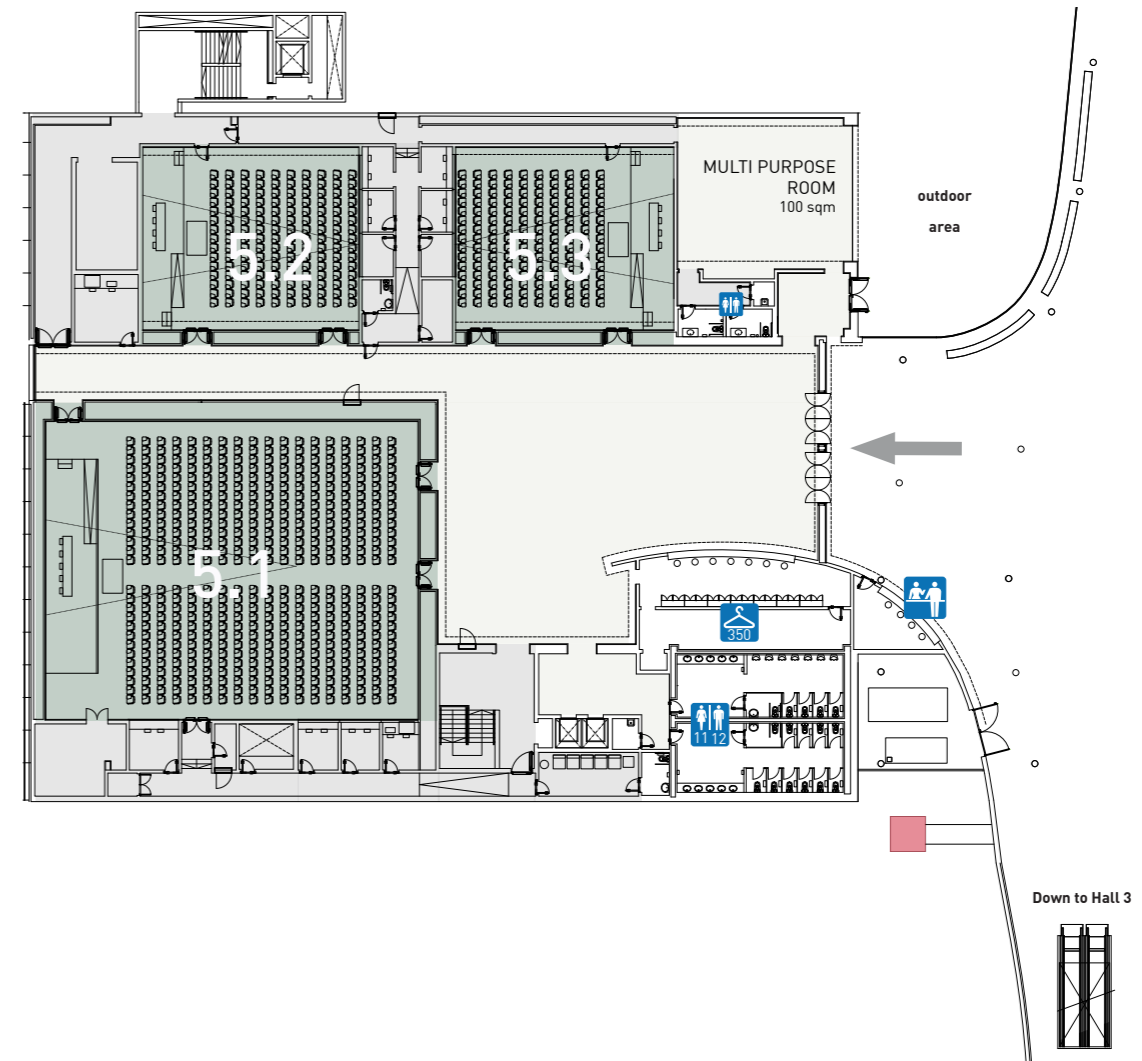 MULTI PURPOSE
ROOM
100 sqm
outdoor
area
5.2
5.3
5.1
350
11 12
Down to Hall 3